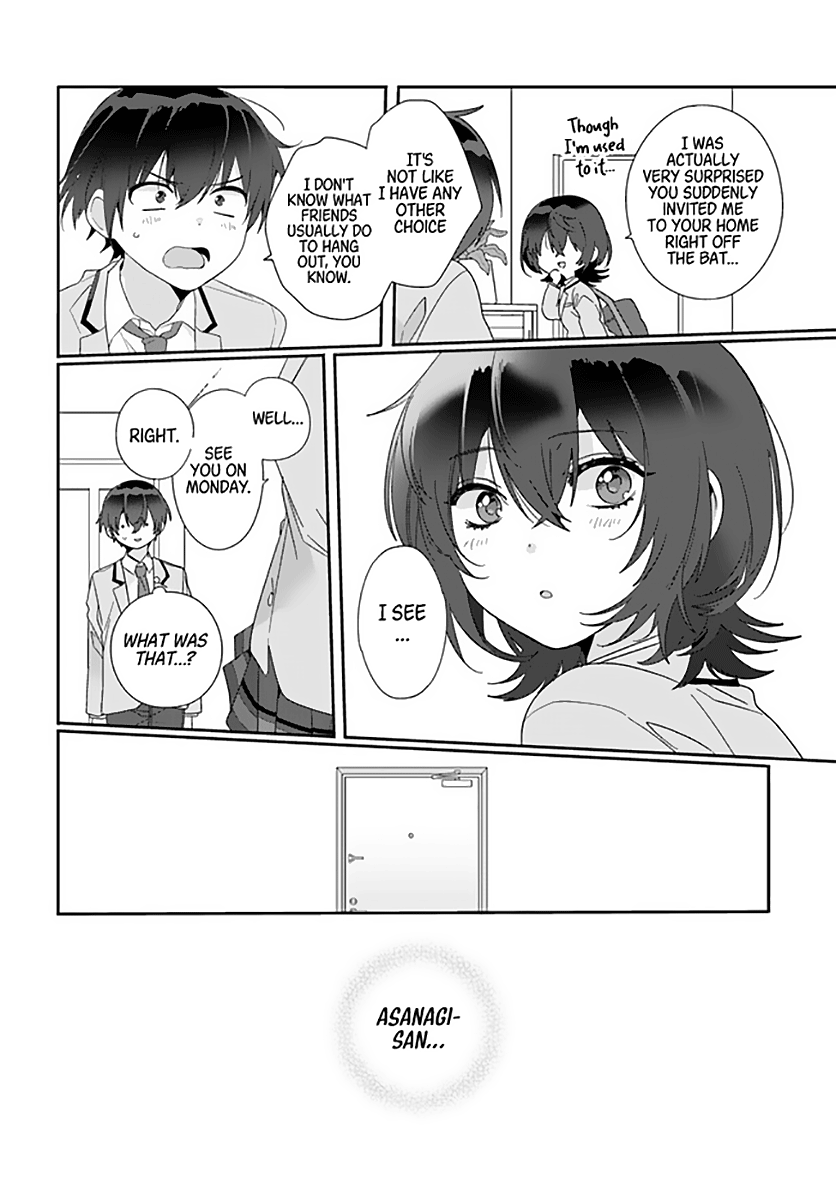 I WAS
ACTUALLY
VERY SURPRISED
YOU SUDDENLY
INVITED ME
TO YOUR HOME
RIGHT OFF
THE BAT...
Though
I'm used
to it...
IT'S
NOT LIKE
I HAVE ANY
OTHER
CHOICE
I DON'T
KNOW WHAT
FRIENDS
USUALLY DO
TO HANG
OUT, YOU
KNOW.
I SEE
...
WELL...
SEE
YOU ON
MONDAY.
RIGHT.
WHAT WAS
THAT...?
ASANAGI-
SAN...